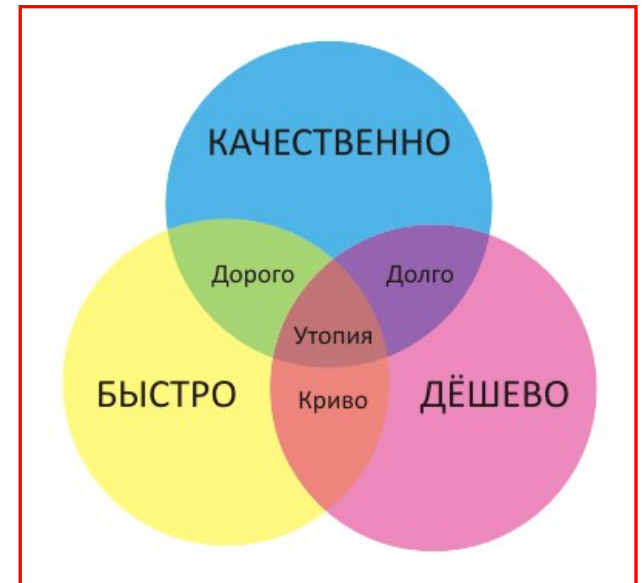 КАЧЕСТВЕННО
Дорого
Долго
Утопия
БЫСТРО
Криво
ДЁШЕВО